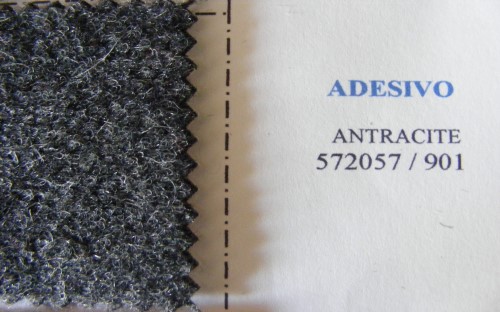 ADESIVO
ANTRACITE
572057 / 901